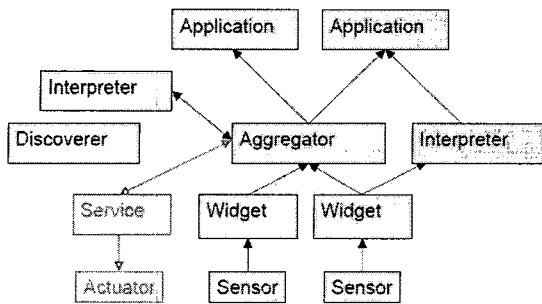 Application
Application
Interpreter
Discoverer
Aggregator
Interpreter
Service
Widget
Widget
Actuator
Sensor
Sensor